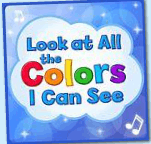 Look at All
the
Colors
I Can See